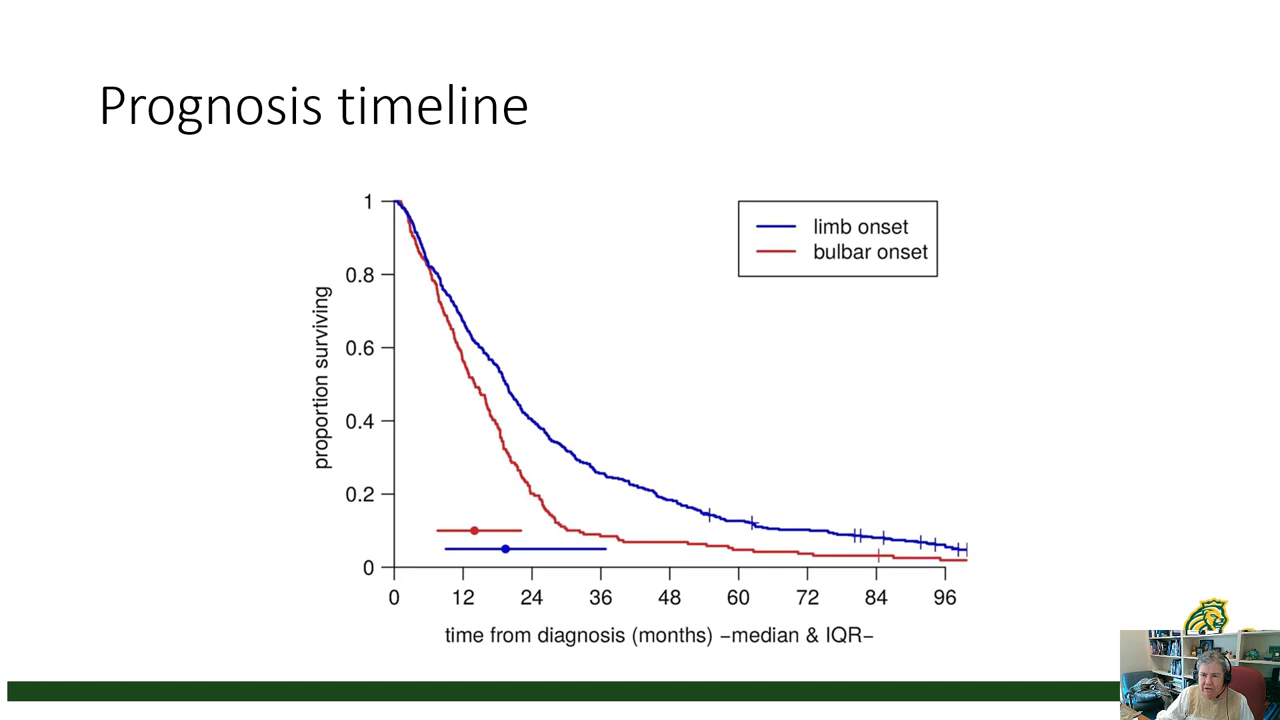 Prognosis timeline
limb onset
bulbar onset
proportion surviving
1
0.8
0.6
0.4
0.2
0
0 12 24 36 48 60 72 84 96
time from diagnosis (months) −median & IQR−